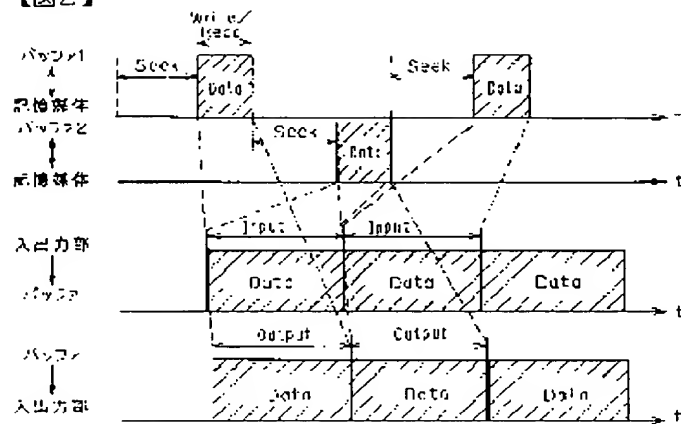 【図2】
Write/
Read
バッファ1
Seek
Data
Seek
Data
記憶媒体
バッファ2
Seek
Data
記憶媒体
t
入出力部
Input
Input
Data
Data
Data
バッファ
t
Output
Output
バッファ
Data
Data
Data
入出力部
t